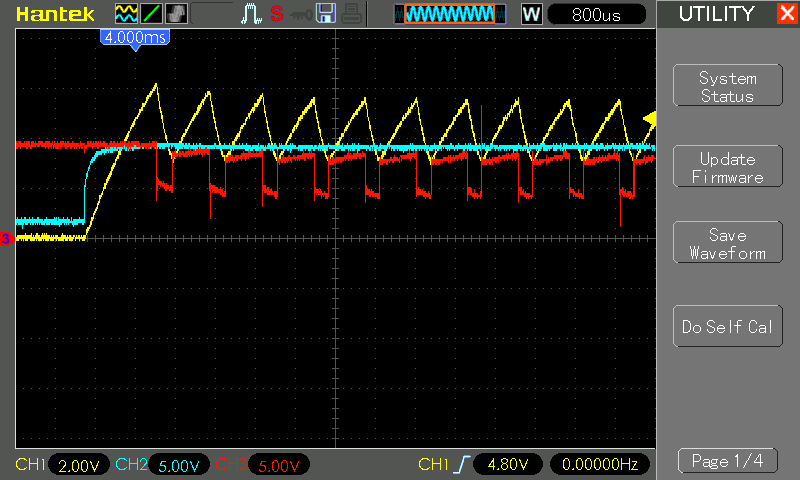 Hantek
S
W
800us
UTILITY
4.000ms
System
Status
Update
Firmware
3
Save
Waveform
Do Self Cal
CH1 2.00V CH2 5.00V CH3 5.00V CH1 4.80V 0.00000Hz
Page 1/4